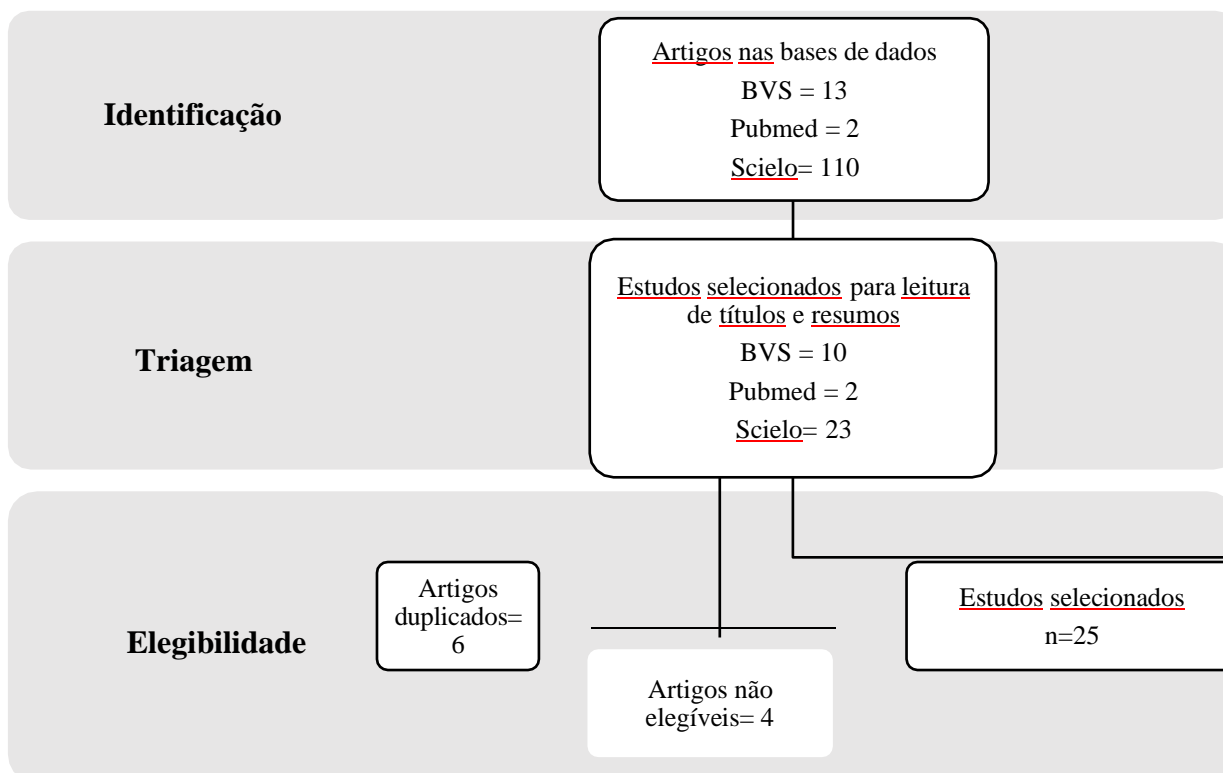 Identificação
Artigos nas bases de dados
BVS = 13
Pubmed = 2
Scielo= 110
Triagem
Estudos selecionados para leitura
de títulos e resumos
BVS = 10
Pubmed = 2
Scielo= 23
Elegibilidade
Artigos
duplicados=
6
Artigos não
elegíveis= 4
Estudos selecionados
n=25